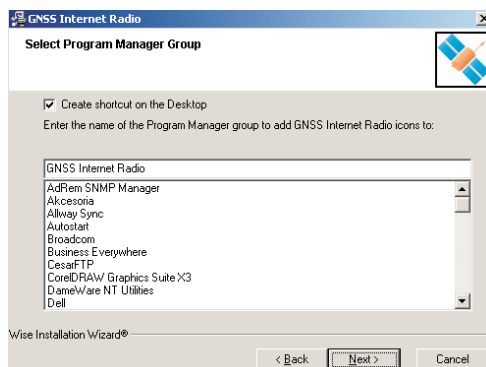 GNSS Internet Radio
Select Program Manager Group
Create shortcut on the Desktop
Enter the name of the Program Manager group to add GNSS Internet Radio icons to:
GNSS Internet Radio
AdRem SNMP Manager
Akcesoria
Allway Sync
Autostart
Broadcom
Business Everywhere
CesarFTP
CorelDRAW Graphics Suite X3
DameWare NT Utilities
Dell
Wise Installation Wizard®
< Back Next > Cancel